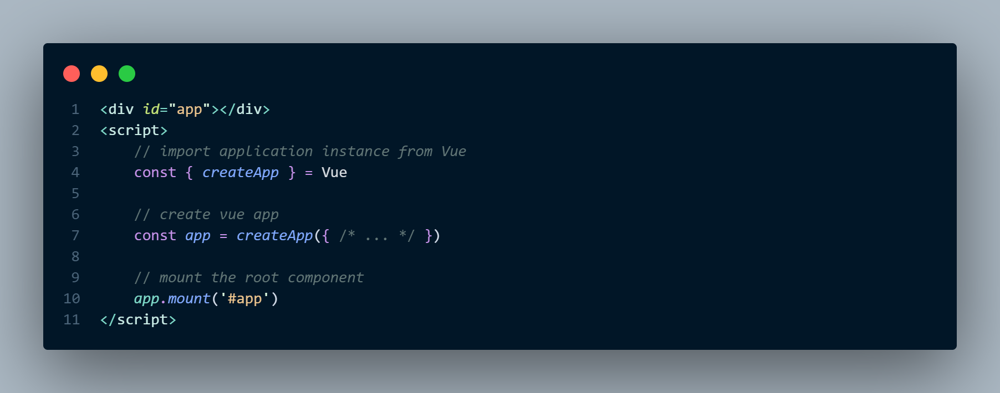 1 <div id="app"></div>
2 <script>
3     // import application instance from Vue
4     const { createApp } = Vue
5
6     // create vue app
7     const app = createApp({ /* ... */ })
8
9     // mount the root component
10     app.mount('#app')
11 </script>